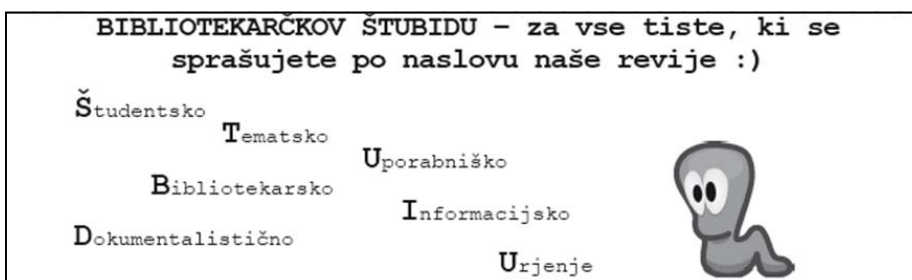 BIBLIOTEKARČKOV ŠTUBIDU – za vse tiste, ki se
sprašujete po naslovu naše revije :)
Študentsko
Tematsko
Uporabniško
Bibliotekarsko
Informacijsko
Dokumentalistično
Urjenje